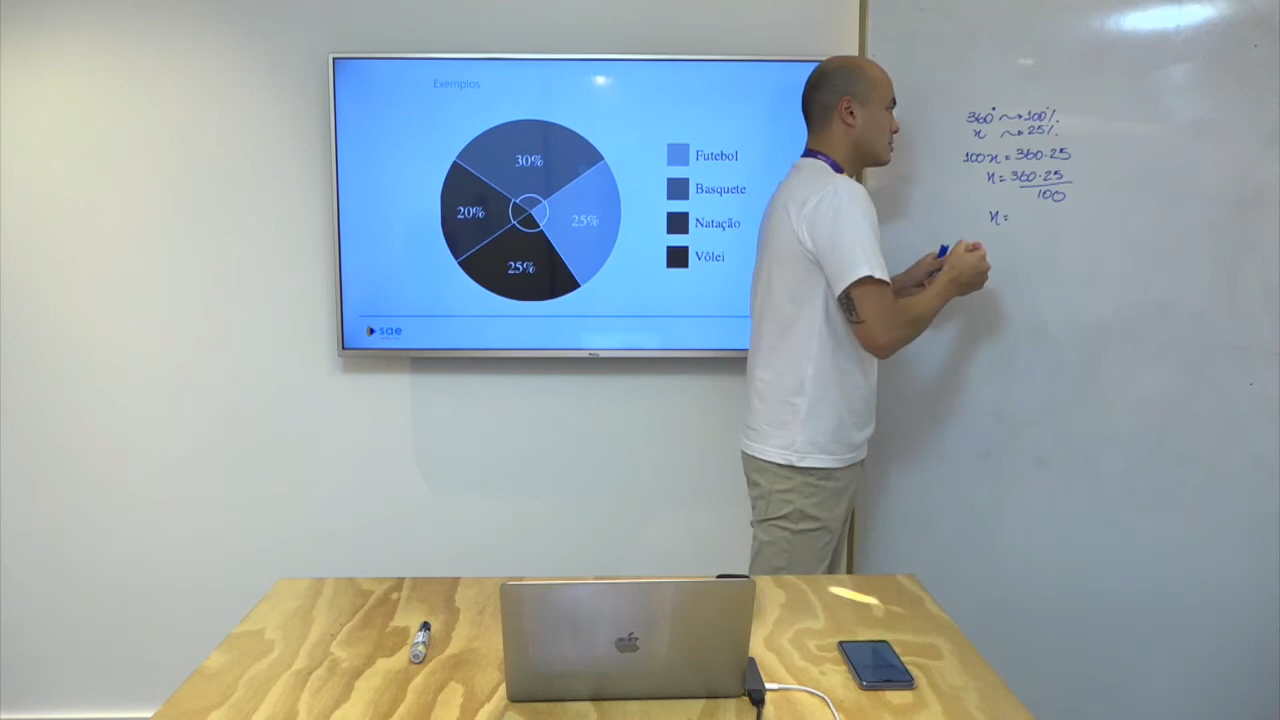 Exemplos
30%
20%
25%
25%
Futebol
Basquete
Natação
Vôlei
sae
360° ⤳ 100%
x ⤳ 25%
100x = 360·25
x = 360·25
100
x =